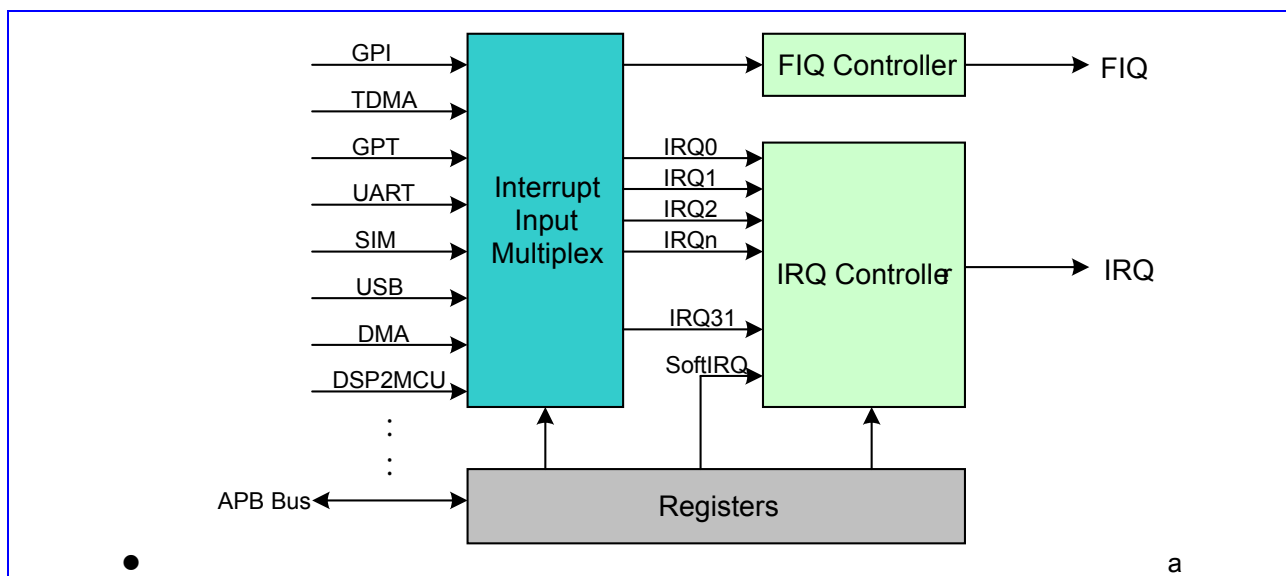 GPI
FIQ Controller
FIQ
TDMA
GPT
IRQ0
UART
IRQ1
Interrupt
Input
Multiplex
IRQ2
SIM
IRQn
IRQ Controller
IRQ
USB
DMA
IRQ31
DSP2MCU
SoftIRQ
APB Bus
Registers
a